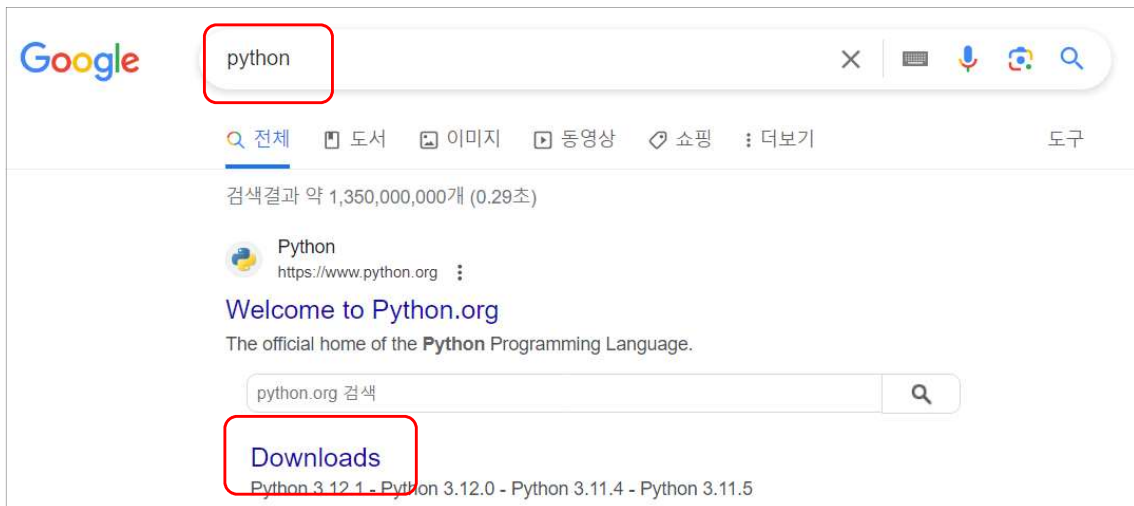 Google
python
전체 도서 이미지 동영상 쇼핑 더보기 도구
검색결과 약 1,350,000,000개 (0.29초)
Python
https://www.python.org
Welcome to Python.org
The official home of the Python Programming Language.
python.org 검색
Downloads
Python 3.12.1 - Python 3.12.0 - Python 3.11.4 - Python 3.11.5